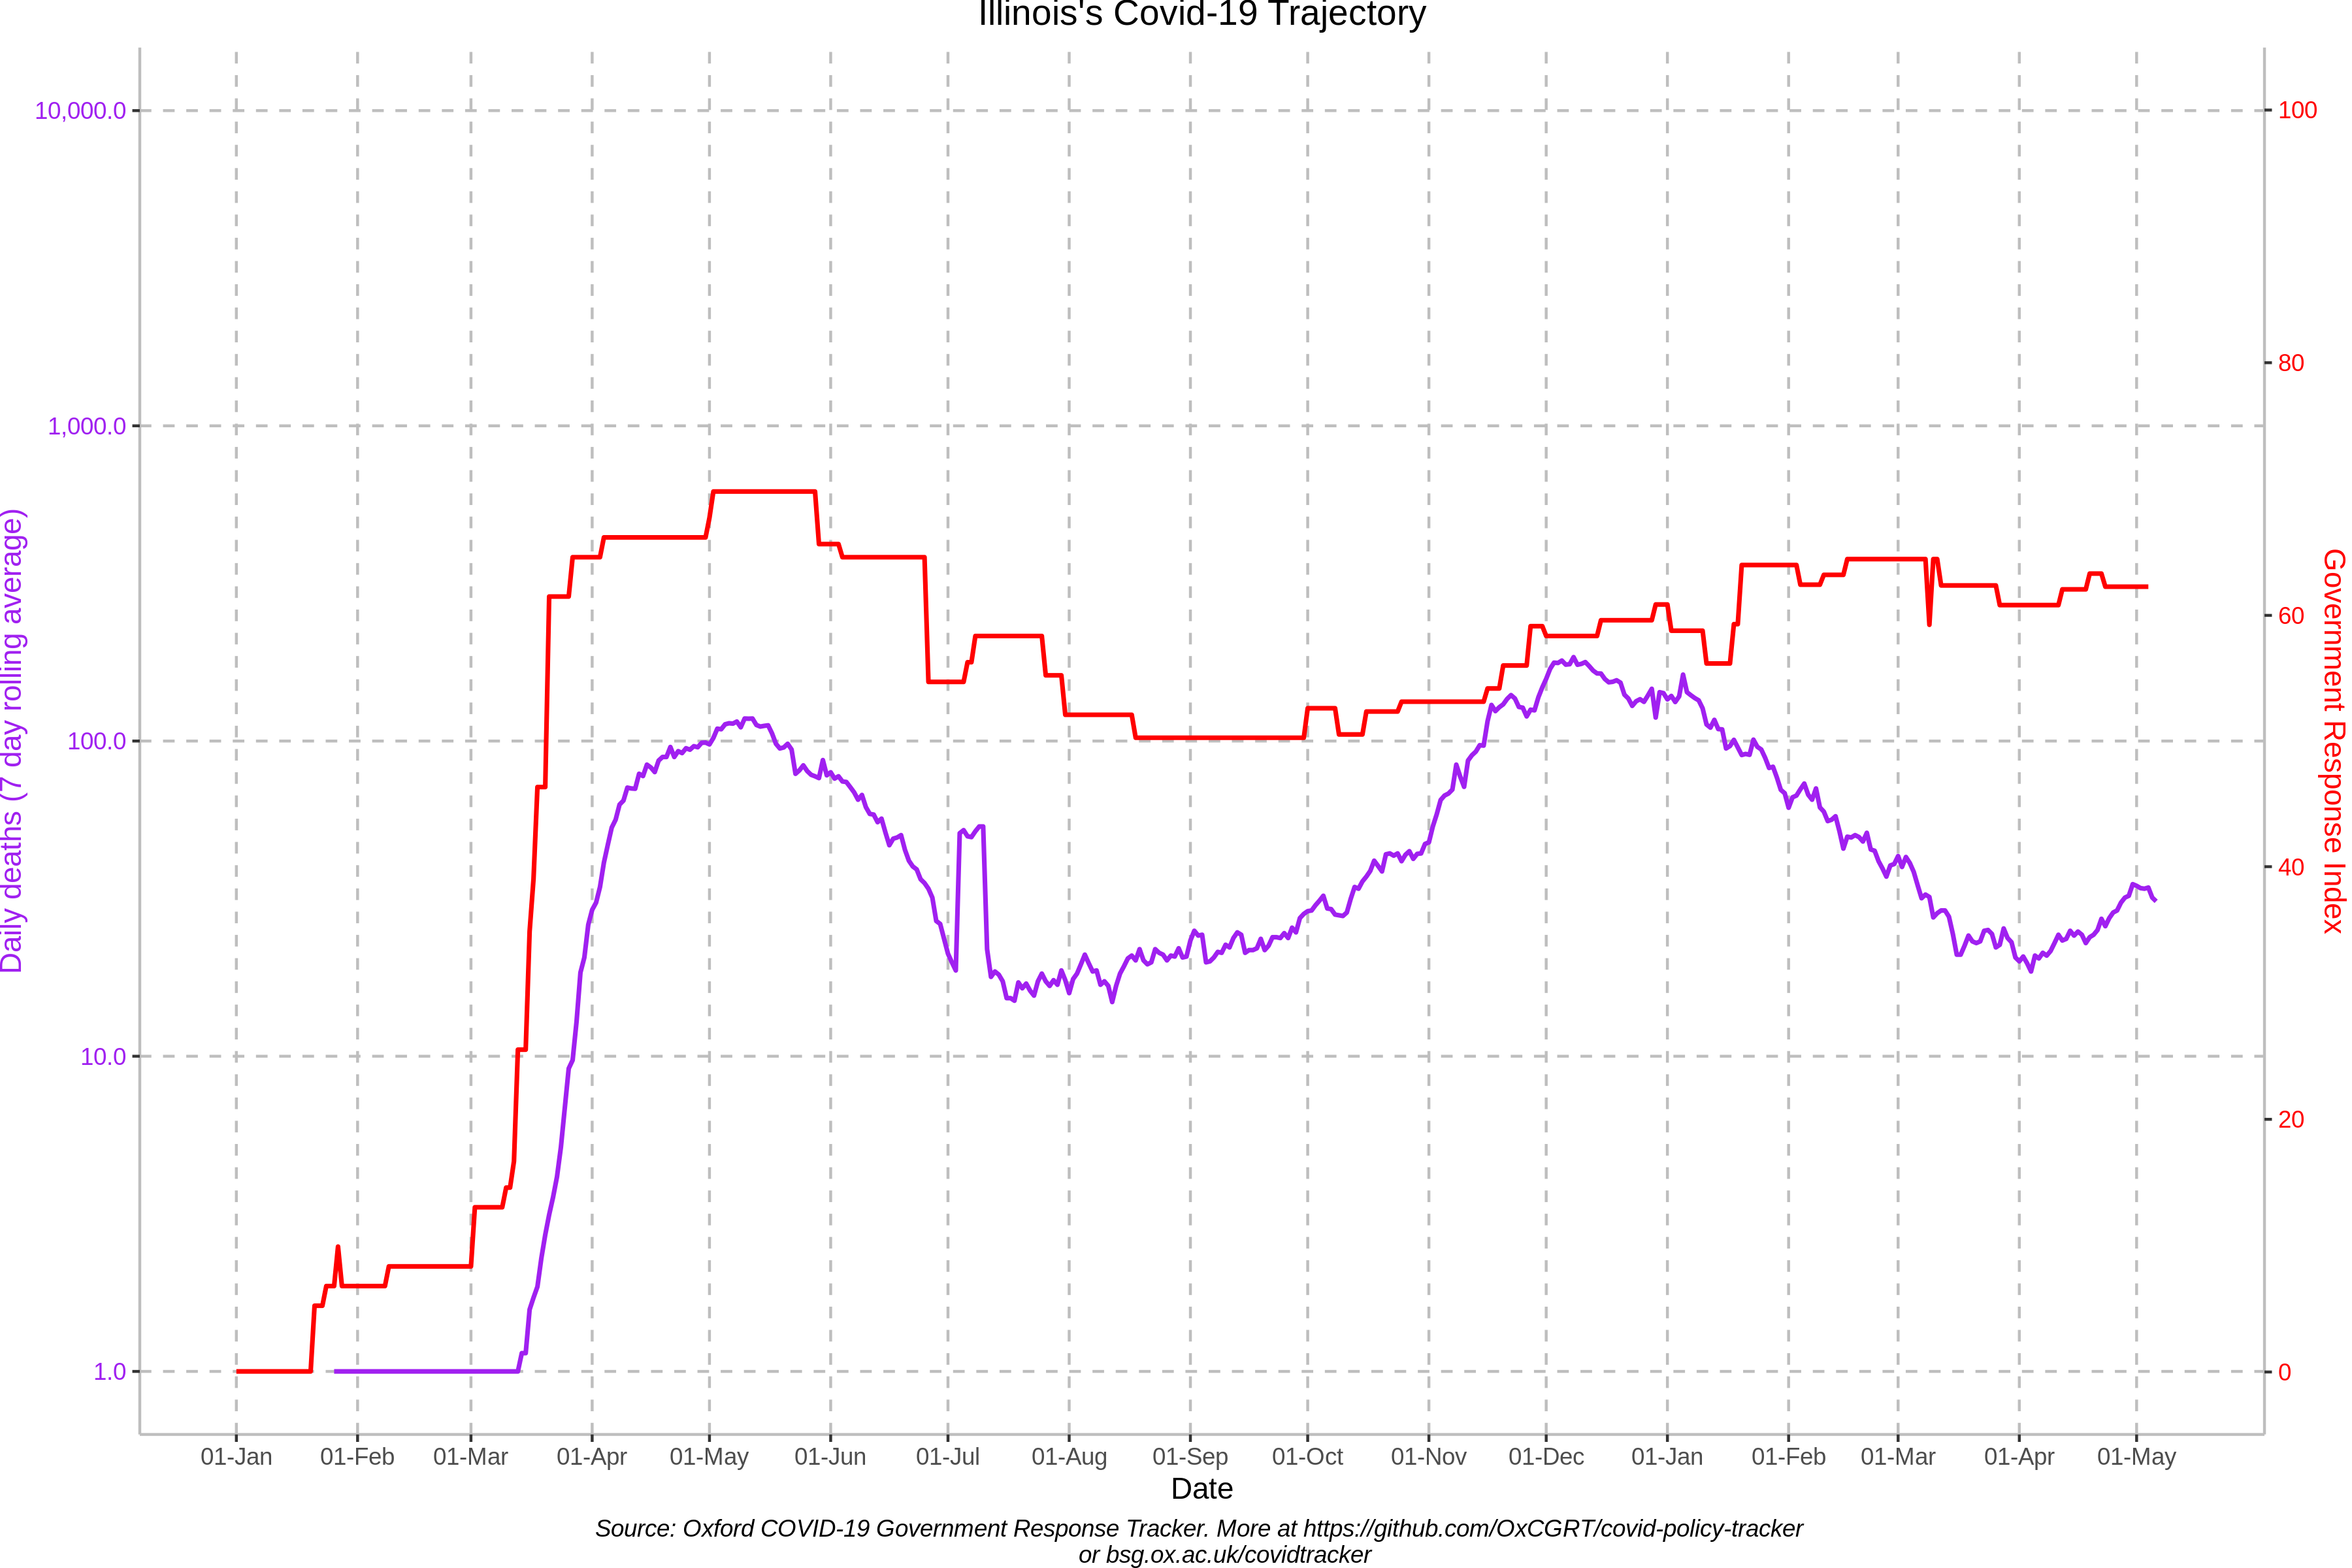 Illinois's Covid-19 Trajectory
10,000.0
1,000.0
100.0
10.0
1.0
Daily deaths (7 day rolling average)
100
80
60
40
20
0
Government Response Index
01-Jan 01-Feb 01-Mar 01-Apr 01-May 01-Jun 01-Jul 01-Aug 01-Sep 01-Oct 01-Nov 01-Dec 01-Jan 01-Feb 01-Mar 01-Apr 01-May
Date
Source: Oxford COVID-19 Government Response Tracker. More at https://github.com/OxCGRT/covid-policy-tracker
or bsg.ox.ac.uk/covidtracker